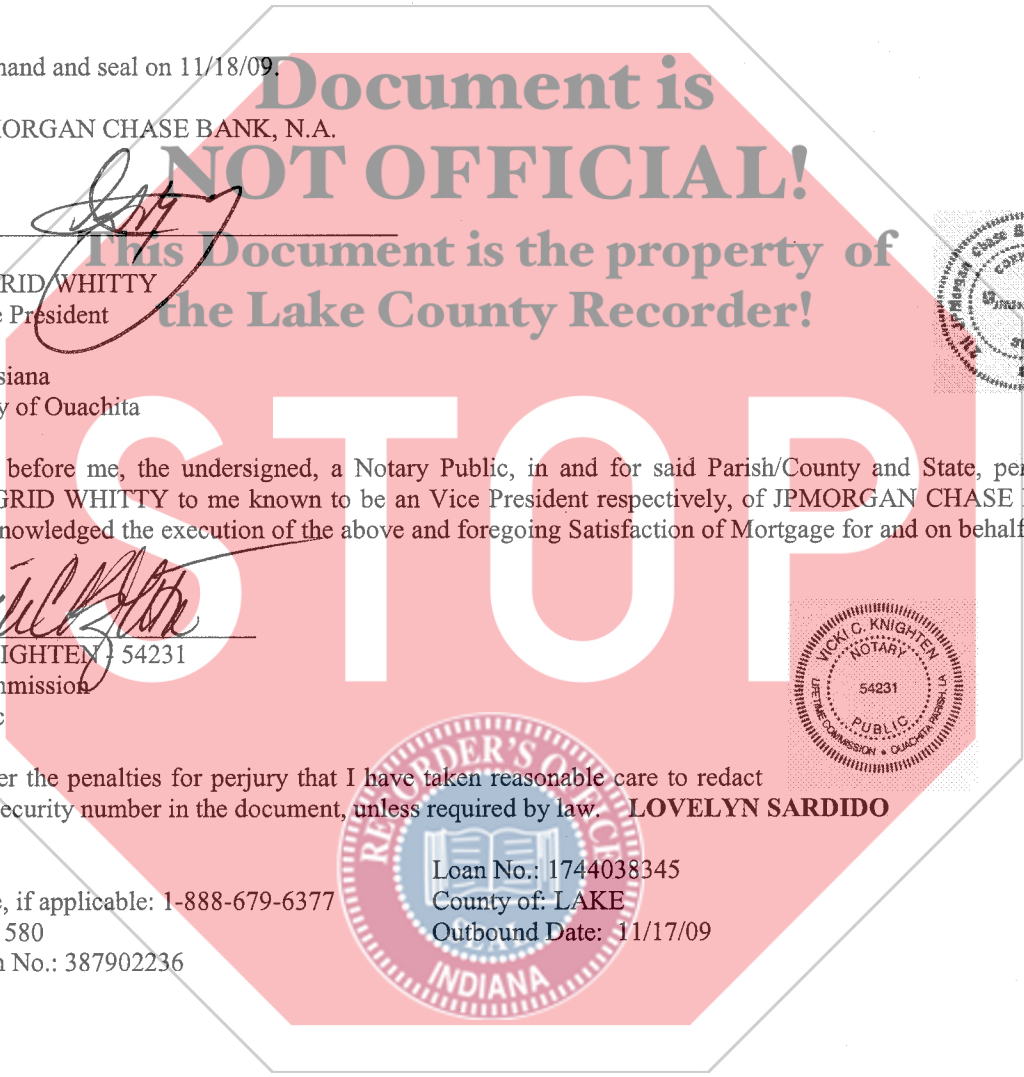 hand and seal on 11/18/09.
MORGAN CHASE BANK, N.A.
GRID WHITTY
e President
siana
y of Ouachita
before me, the undersigned, a Notary Public, in and for said Parish/County and State, per
GRID WHITTY to me known to be an Vice President respectively, of JPMORGAN CHASE
nowledged the execution of the above and foregoing Satisfaction of Mortgage for and on behalf
IGHTEN - 54231
mmission
c
er the penalties for perjury that I have taken reasonable care to redact
ecurity number in the document, unless required by law. LOVELYN SARDIDO
Loan No.: 1744038345
e, if applicable: 1-888-679-6377 County of: LAKE
580 Outbound Date: 11/17/09
n No.: 387902236
Document is
NOT OFFICIAL!
This Document is the property of
the Lake County Recorder!
STOP
JPMorgan Chase B
VICKI C. KNIGHTEN
NOTARY
54231
PUBLIC
LIFETIME COMMISSION • OUACHITA PARISH, LA
RECORDER'S OFFICE
SEAL
INDIANA